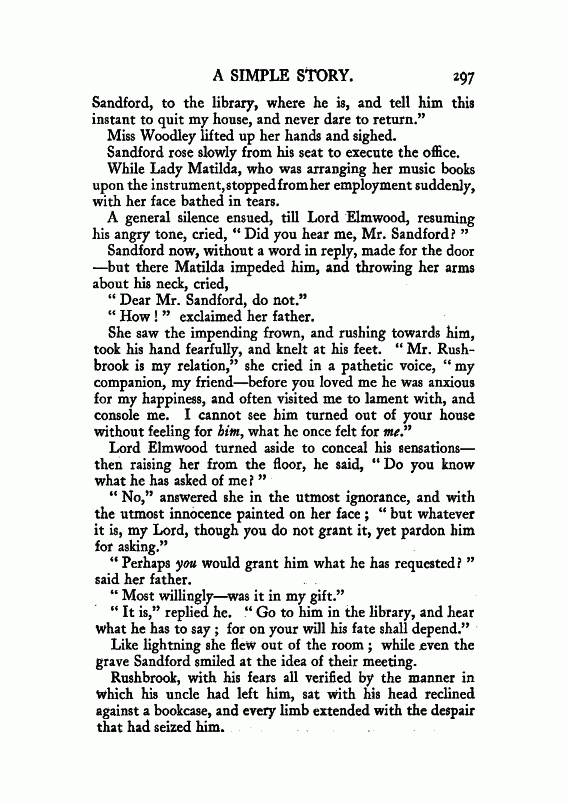 A SIMPLE STORY. 297
Sandford, to the library, where he is, and tell him this
instant to quit my house, and never dare to return.”
Miss Woodley lifted up her hands and sighed.
Sandford rose slowly from his seat to execute the office.
While Lady Matilda, who was arranging her music books
upon the instrument, stopped from her employment suddenly,
with her face bathed in tears.
A general silence ensued, till Lord Elmwood, resuming
his angry tone, cried, “ Did you hear me, Mr. Sandford? ”
Sandford now, without a word in reply, made for the door
—but there Matilda impeded him, and throwing her arms
about his neck, cried,
“ Dear Mr. Sandford, do not.”
“ How ! ” exclaimed her father.
She saw the impending frown, and rushing towards him,
took his hand fearfully, and knelt at his feet. “ Mr. Rush-
brook is my relation,” she cried in a pathetic voice, “ my
companion, my friend—before you loved me he was anxious
for my happiness, and often visited me to lament with, and
console me. I cannot see him turned out of your house
without feeling for him, what he once felt for me.”
Lord Elmwood turned aside to conceal his sensations—
then raising her from the floor, he said, “ Do you know
what he has asked of me? ”
“ No,” answered she in the utmost ignorance, and with
the utmost innocence painted on her face ; “ but whatever
it is, my Lord, though you do not grant it, yet pardon him
for asking.”
“ Perhaps you would grant him what he has requested? ”
said her father.
“ Most willingly—was it in my gift.”
“ It is,” replied he. “ Go to him in the library, and hear
what he has to say ; for on your will his fate shall depend.”
Like lightning she flew out of the room ; while even the
grave Sandford smiled at the idea of their meeting.
Rushbrook, with his fears all verified by the manner in
which his uncle had left him, sat with his head reclined
against a bookcase, and every limb extended with the despair
that had seized him.